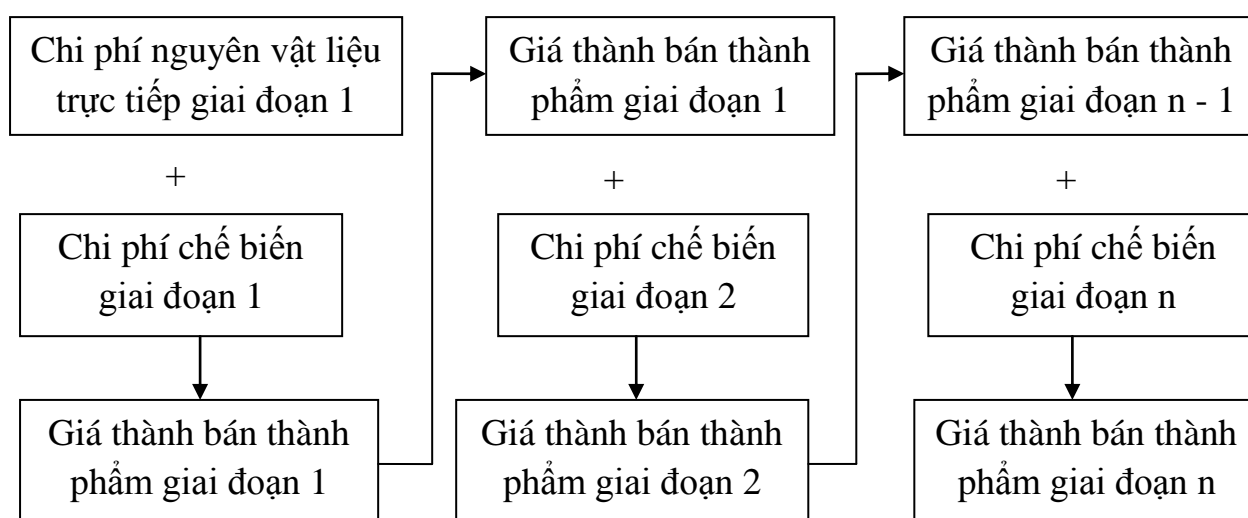 Chi phí nguyên vật liệu
trực tiếp giai đoạn 1
+
Chi phí chế biến
giai đoạn 1
Giá thành bán thành
phẩm giai đoạn 1
Giá thành bán thành
phẩm giai đoạn 1
+
Chi phí chế biến
giai đoạn 2
Giá thành bán thành
phẩm giai đoạn 2
Giá thành bán thành
phẩm giai đoạn n - 1
+
Chi phí chế biến
giai đoạn n
Giá thành bán thành
phẩm giai đoạn n